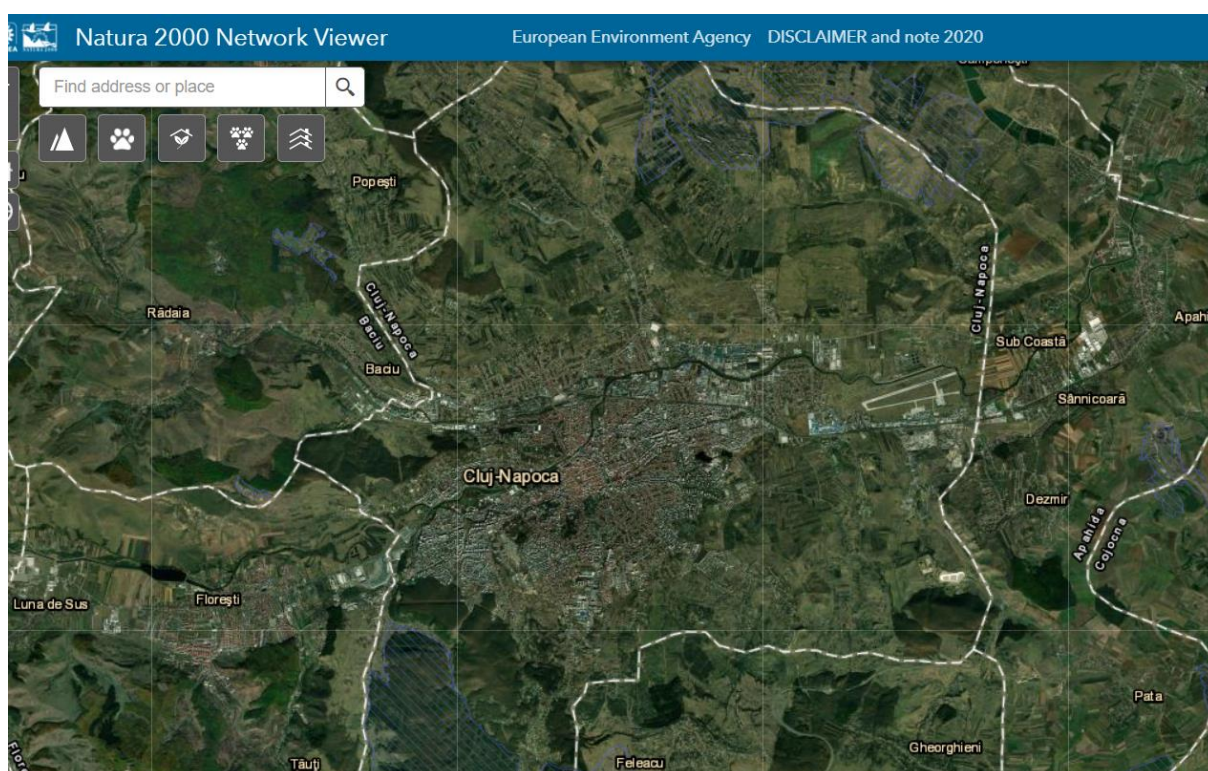 Natura 2000 Network Viewer
European Environment Agency DISCLAIMER and note 2020
Find address or place
Popești
Cluj-Napoca
Baciu
Rădaia
Baciu
Cluj-Napoca
Sub Coastă
Sânnicoară
Cluj-Napoca
Dezmir
Apahida
Cojocna
Luna de Sus
Florești
Pata
Gheorghieni
Tăuți
Feleacu